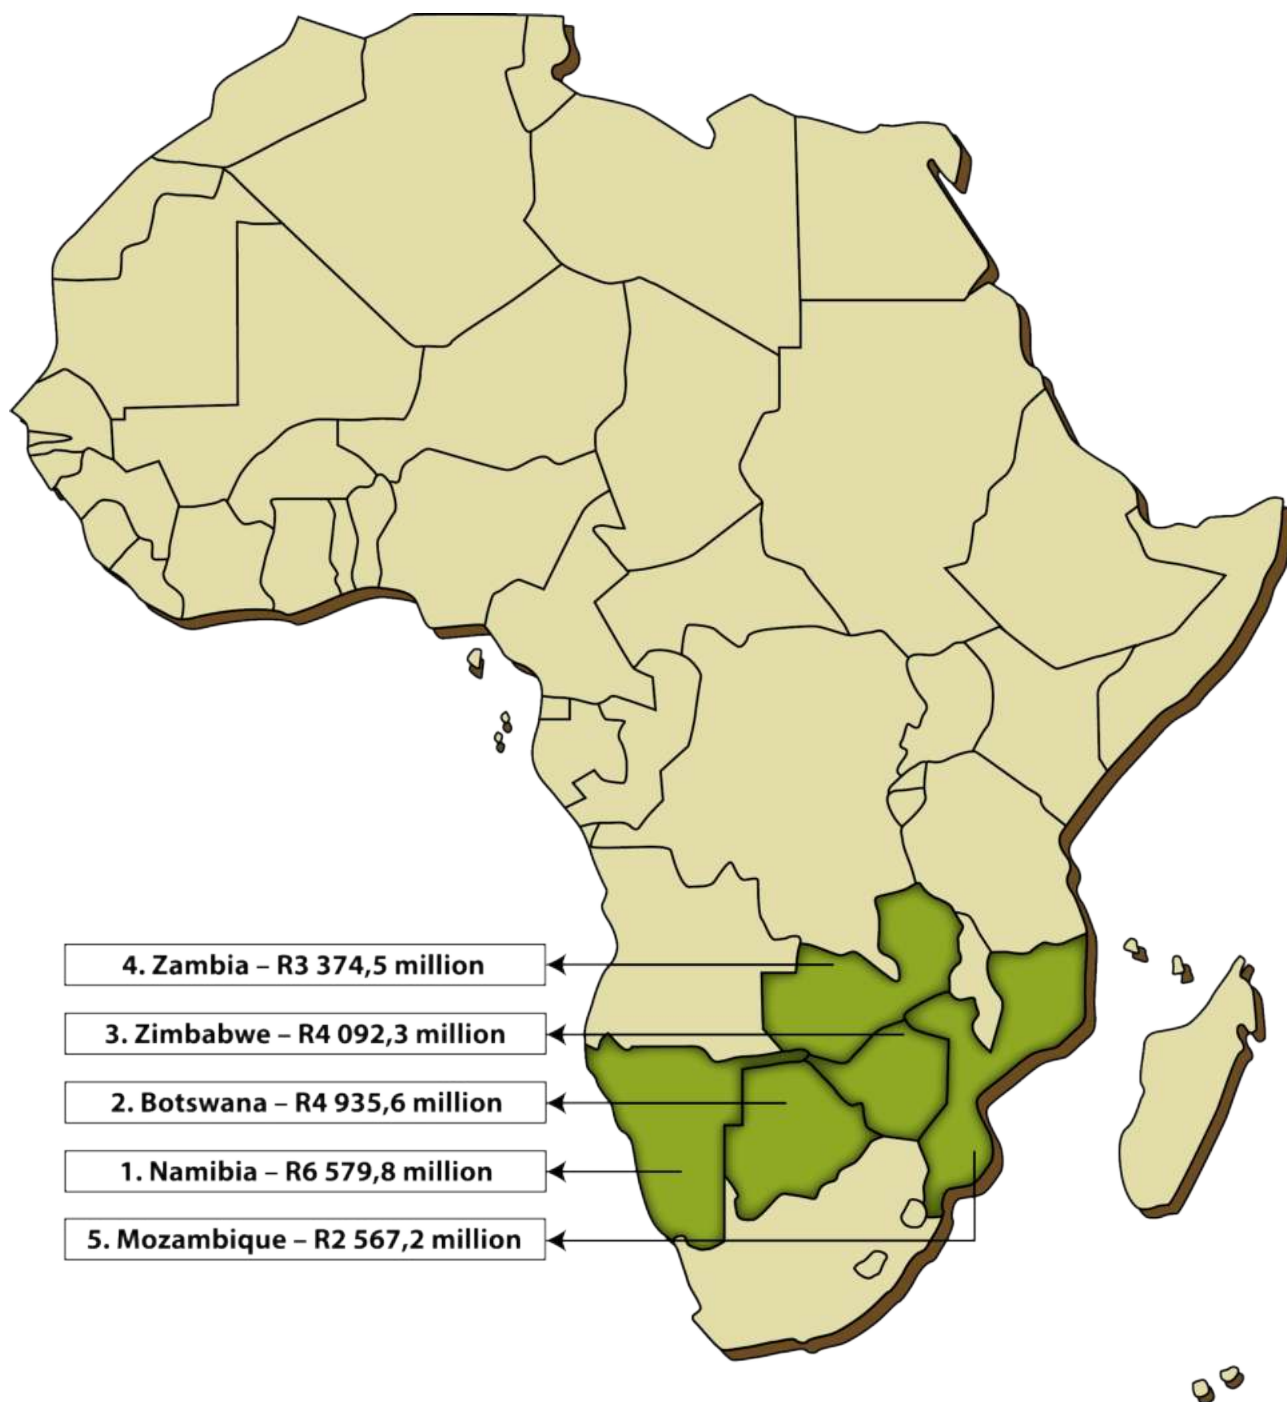 4. Zambia – R3 374,5 million
3. Zimbabwe – R4 092,3 million
2. Botswana – R4 935,6 million
1. Namibia – R6 579,8 million
5. Mozambique – R2 567,2 million